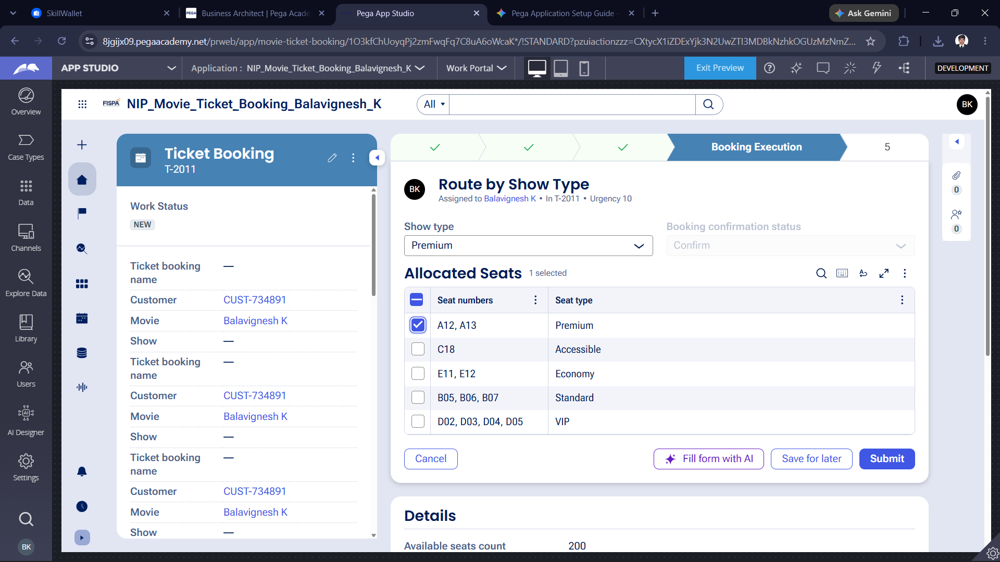 SkillWallet
Business Architect | Pega Acade
Pega App Studio
Pega Application Setup Guide -
Ask Gemini
8jgijx09.pegaacademy.net/prweb/app/movie-ticket-booking/1O3kfChUoyqPj2zmFwqFq7C8uA6oWcaK*/!STANDARD?pzuiactionzzz=CXtycX1iZDExYjk3N2UwZTI3MDBkNzhkOGUzMzNmZ...
APP STUDIO
Application : NIP_Movie_Ticket_Booking_Balavignesh_K
Work Portal
Exit Preview
DEVELOPMENT
Overview
Case Types
Data
Channels
Explore Data
Library
Users
AI
AI Designer
Settings
BK
FISPA
NIP_Movie_Ticket_Booking_Balavignesh_K
All
BK
Ticket Booking
T-2011
Work Status
NEW
Ticket booking name —
Customer CUST-734891
Movie Balavignesh K
Show —
Ticket booking name —
Customer CUST-734891
Movie Balavignesh K
Show —
Ticket booking name —
Customer CUST-734891
Movie Balavignesh K
Show —
Booking Execution
5
BK
Route by Show Type
Assigned to Balavignesh K • In T-2011 • Urgency 10
Show type
Premium
Booking confirmation status
Confirm
Allocated Seats 1 selected
Seat numbers Seat type
A12, A13 Premium
C18 Accessible
E11, E12 Economy
B05, B06, B07 Standard
D02, D03, D04, D05 VIP
Cancel
Fill form with AI
Save for later
Submit
Details
Available seats count 200
0
0